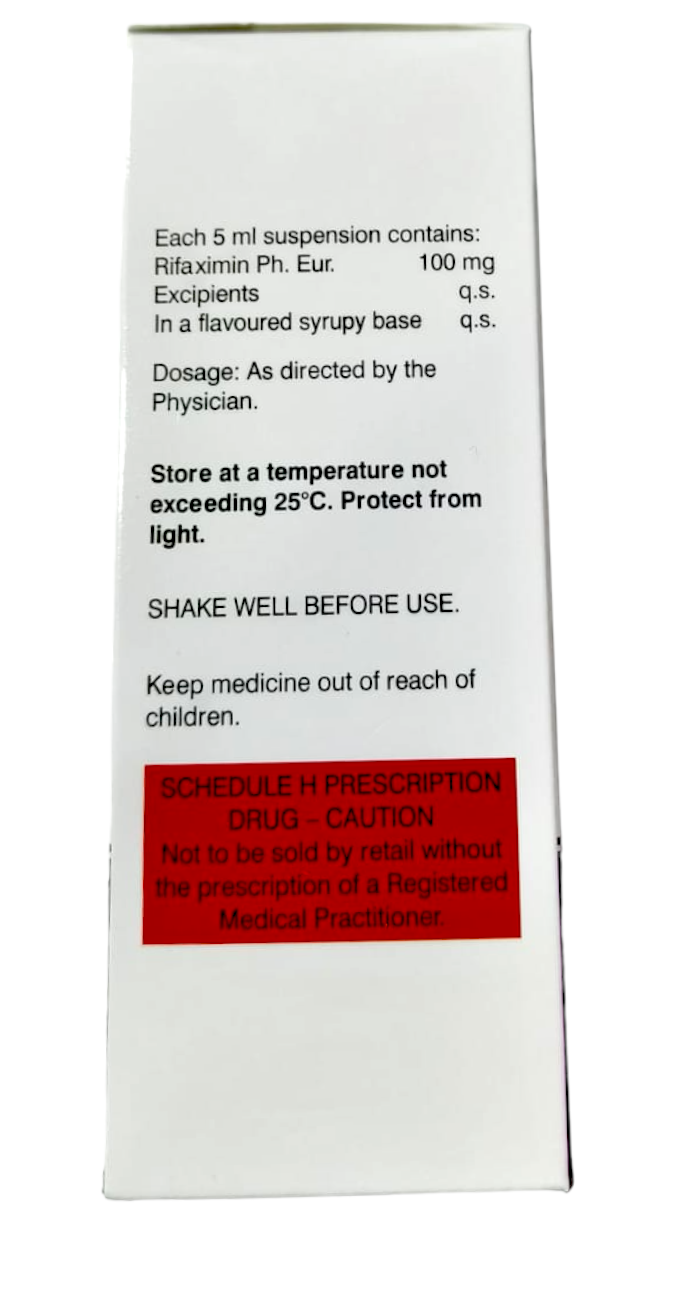 Each 5 ml suspension contains:
Rifaximin Ph. Eur. 100 mg
Excipients q.s.
In a flavoured syrupy base q.s.
Dosage: As directed by the
Physician.
Store at a temperature not
exceeding 25°C. Protect from
light.
SHAKE WELL BEFORE USE.
Keep medicine out of reach of
children.
SCHEDULE H PRESCRIPTION
DRUG – CAUTION
Not to be sold by retail without
the prescription of a Registered
Medical Practitioner.